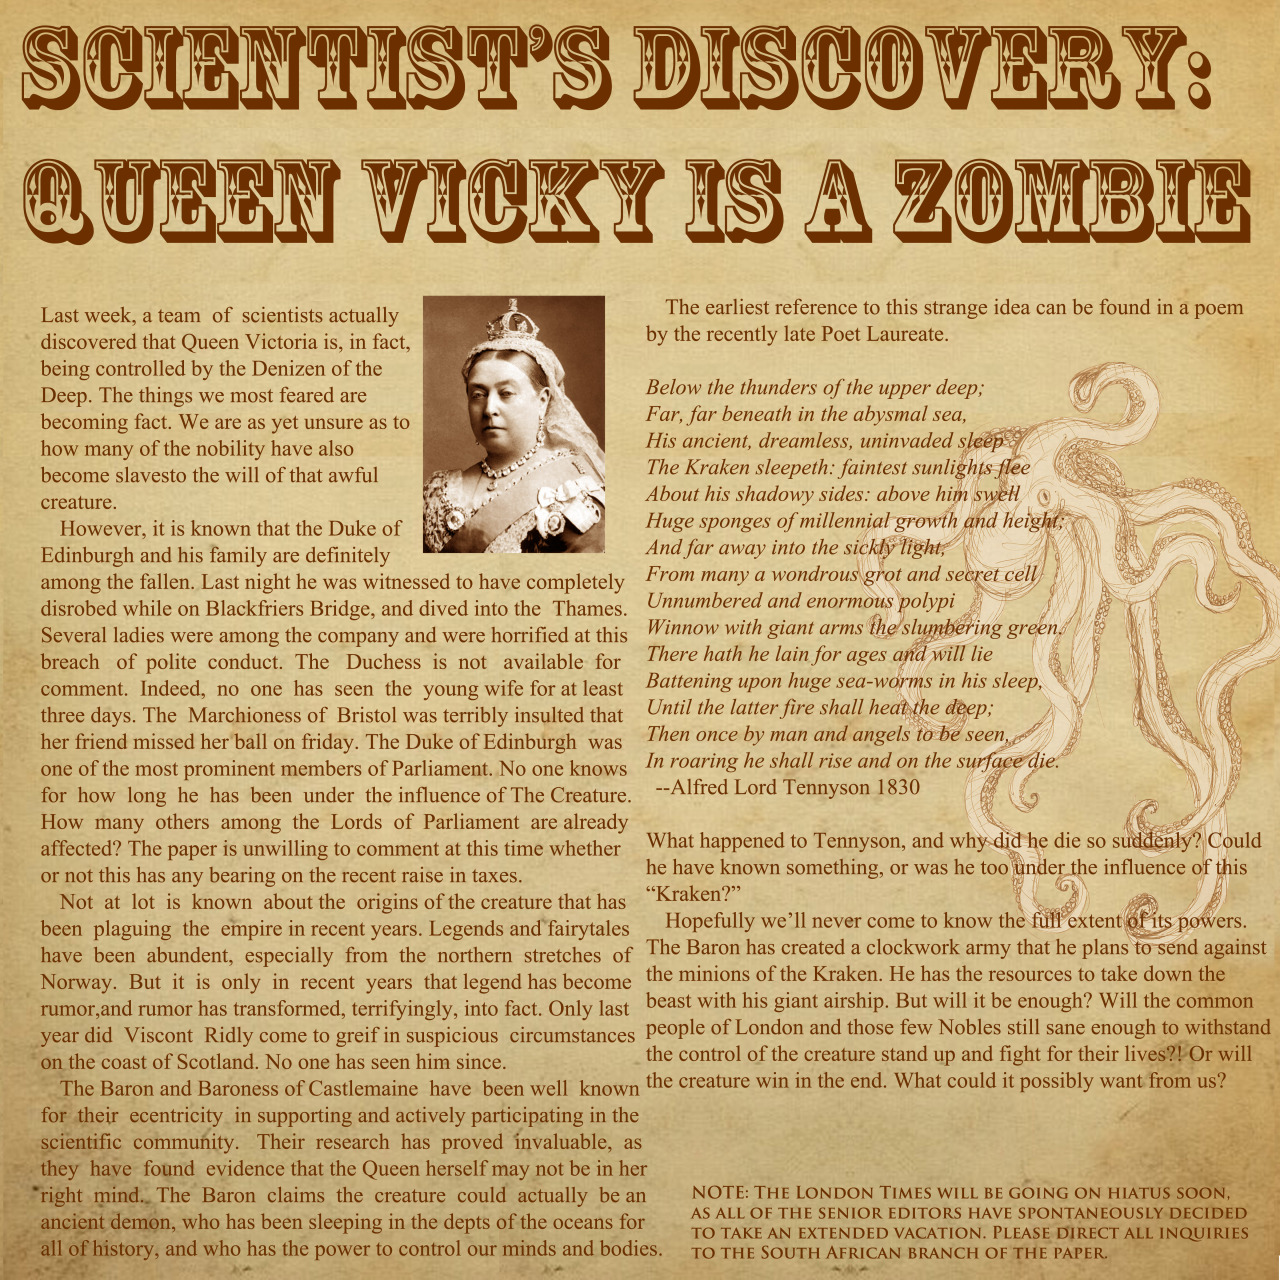 SCIENTIST'S DISCOVERY:
QUEEN VICKY IS A ZOMBIE
Last week, a team of scientists actually
discovered that Queen Victoria is, in fact,
being controlled by the Denizen of the
Deep. The things we most feared are
becoming fact. We are as yet unsure as to
how many of the nobility have also
become slavesto the will of that awful
creature.
However, it is known that the Duke of
Edinburgh and his family are definitely
among the fallen. Last night he was witnessed to have completely
disrobed while on Blackfriers Bridge, and dived into the Thames.
Several ladies were among the company and were horrified at this
breach of polite conduct. The Duchess is not available for
comment. Indeed, no one has seen the young wife for at least
three days. The Marchioness of Bristol was terribly insulted that
her friend missed her ball on friday. The Duke of Edinburgh was
one of the most prominent members of Parliament. No one knows
for how long he has been under the influence of The Creature.
How many others among the Lords of Parliament are already
affected? The paper is unwilling to comment at this time whether
or not this has any bearing on the recent raise in taxes.
Not at lot is known about the origins of the creature that has
been plaguing the empire in recent years. Legends and fairytales
have been abundent, especially from the northern stretches of
Norway. But it is only in recent years that legend has become
rumor,and rumor has transformed, terrifyingly, into fact. Only last
year did Viscont Ridly come to greif in suspicious circumstances
on the coast of Scotland. No one has seen him since.
The Baron and Baroness of Castlemaine have been well known
for their ecentricity in supporting and actively participating in the
scientific community. Their research has proved invaluable, as
they have found evidence that the Queen herself may not be in her
right mind. The Baron claims the creature could actually be an
ancient demon, who has been sleeping in the depts of the oceans for
all of history, and who has the power to control our minds and bodies.
The earliest reference to this strange idea can be found in a poem
by the recently late Poet Laureate.
Below the thunders of the upper deep;
Far, far beneath in the abysmal sea,
His ancient, dreamless, uninvaded sleep
The Kraken sleepeth: faintest sunlights flee
About his shadowy sides: above him swell
Huge sponges of millennial growth and height;
And far away into the sickly light,
From many a wondrous grot and secret cell
Unnumbered and enormous polypi
Winnow with giant arms the slumbering green.
There hath he lain for ages and will lie
Battening upon huge sea-worms in his sleep,
Until the latter fire shall heat the deep;
Then once by man and angels to be seen,
In roaring he shall rise and on the surface die.
--Alfred Lord Tennyson 1830
What happened to Tennyson, and why did he die so suddenly? Could
he have known something, or was he too under the influence of this
“Kraken?”
Hopefully we’ll never come to know the full extent of its powers.
The Baron has created a clockwork army that he plans to send against
the minions of the Kraken. He has the resources to take down the
beast with his giant airship. But will it be enough? Will the common
people of London and those few Nobles still sane enough to withstand
the control of the creature stand up and fight for their lives?! Or will
the creature win in the end. What could it possibly want from us?
NOTE: THE LONDON TIMES WILL BE GOING ON HIATUS SOON,
AS ALL OF THE SENIOR EDITORS HAVE SPONTANEOUSLY DECIDED
TO TAKE AN EXTENDED VACATION. PLEASE DIRECT ALL INQUIRIES
TO THE SOUTH AFRICAN BRANCH OF THE PAPER.